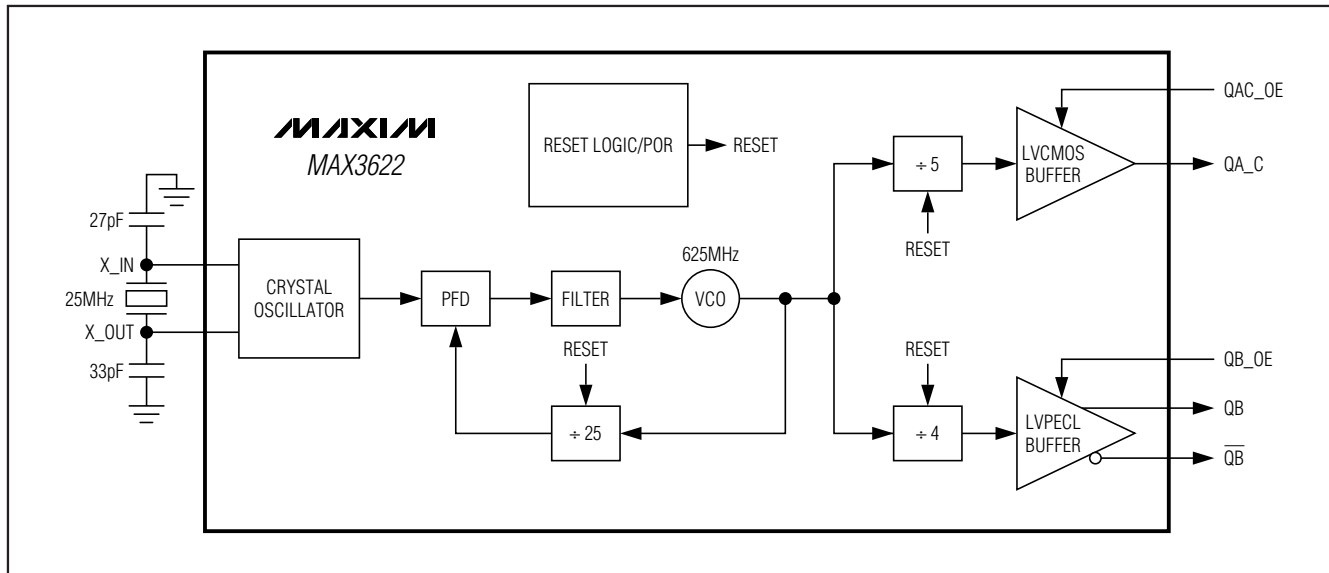 MAXIM
MAX3622
RESET LOGIC/POR
RESET
27pF
X_IN
25MHz
X_OUT
33pF
CRYSTAL
OSCILLATOR
PFD
FILTER
625MHz
VCO
RESET
÷ 25
÷ 5
RESET
LVCMOS
BUFFER
QAC_OE
QA_C
RESET
÷ 4
LVPECL
BUFFER
QB_OE
QB
Q̅B̅